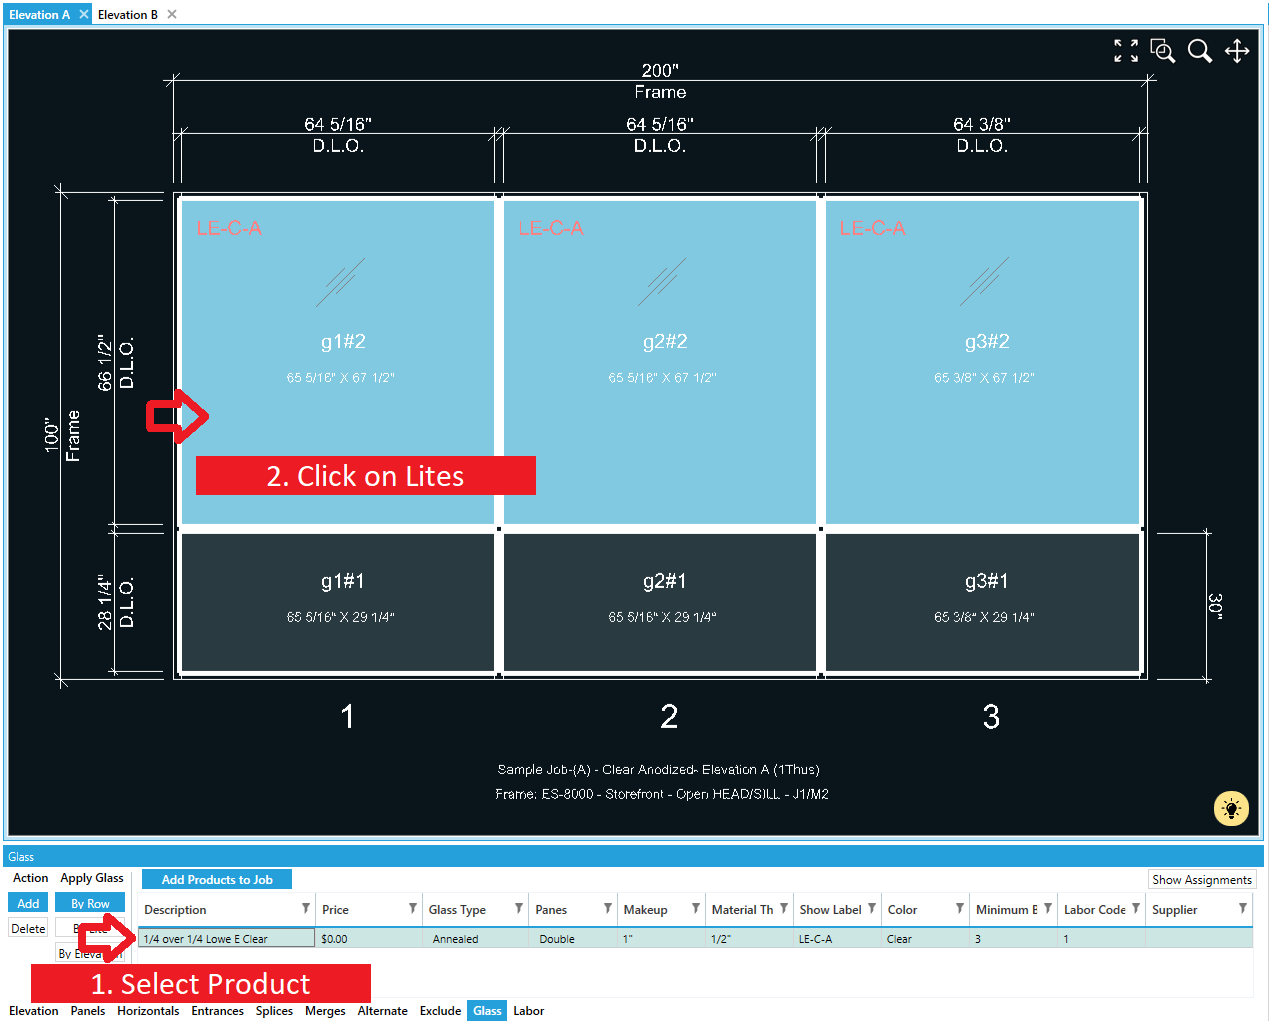 Elevation A ✕ Elevation B ✕
200"
Frame
64 5/16" 64 5/16" 64 3/8"
D.L.O. D.L.O. D.L.O.
LE-C-A LE-C-A LE-C-A
g1#2 g2#2 g3#2
65 5/16" X 67 1/2" 65 5/16" X 67 1/2" 65 3/8" X 67 1/2"
66 1/2"
D.L.O.
100"
Frame
2. Click on Lites
g1#1 g2#1 g3#1
65 5/16" X 29 1/4" 65 5/16" X 29 1/4" 65 3/8" X 29 1/4"
28 1/4"
D.L.O.
30"
1 2 3
Sample Job-(A) - Clear Anodized- Elevation A (1Thus)
Frame: ES-8000 - Storefront - Open HEAD/SILL - J1/M2
Glass
Action Apply Glass Add Products to Job Show Assignments
Add By Row Description Price Glass Type Panes Makeup Material Th Show Label Color Minimum B Labor Code Supplier
Delete
1/4 over 1/4 Lowe E Clear $0.00 Annealed Double 1" 1/2" LE-C-A Clear 3 1
By
1. Select Product
Elevation Panels Horizontals Entrances Splices Merges Alternate Exclude Glass Labor